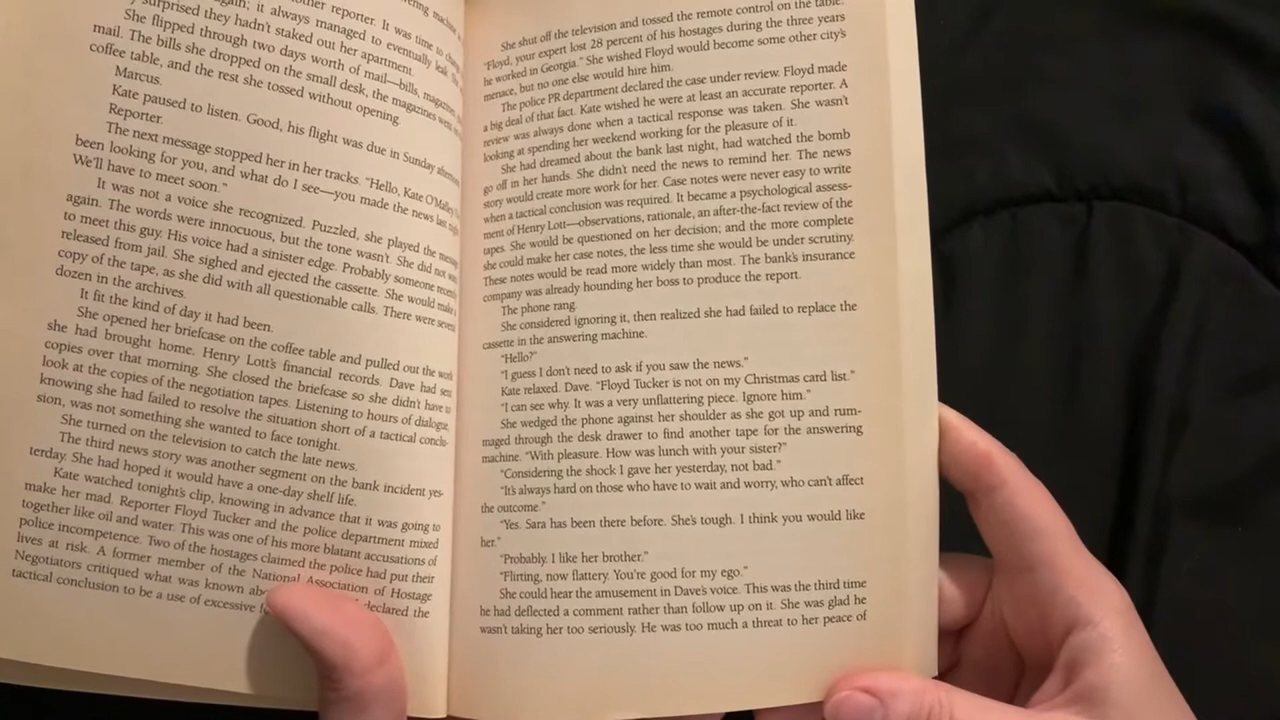 other reporter. It was time to
again; it always managed to eventually leak.
surprised they hadn't staked out her apartment.
She flipped through two days worth of mail—bills, magazines,
mail. The bills she dropped on the small desk, the magazines went
coffee table, and the rest she tossed without opening.
Marcus.
Kate paused to listen. Good, his flight was due in Sunday
Reporter.
The next message stopped her in her tracks. "Hello, Kate O'Malley.
been looking for you, and what do I see—you made the news last
We'll have to meet soon."
It was not a voice she recognized. Puzzled, she played the message
again. The words were innocuous, but the tone wasn't. She did not
to meet this guy. His voice had a sinister edge. Probably someone recently
released from jail. She sighed and ejected the cassette. She would make a
copy of the tape, as she did with all questionable calls. There were several
dozen in the archives.
It fit the kind of day it had been.
She opened her briefcase on the coffee table and pulled out the work
she had brought home. Henry Lott's financial records. Dave had sent
copies over that morning. She closed the briefcase so she didn't have to
look at the copies of the negotiation tapes. Listening to hours of dialogue,
knowing she had failed to resolve the situation short of a tactical conclu-
sion, was not something she wanted to face tonight.
She turned on the television to catch the late news.
The third news story was another segment on the bank incident yes-
terday. She had hoped it would have a one-day shelf life.
Kate watched tonight's clip, knowing in advance that it was going to
make her mad. Reporter Floyd Tucker and the police department mixed
together like oil and water. This was one of his more blatant accusations of
police incompetence. Two of the hostages claimed the police had put their
lives at risk. A former member of the National Association of Hostage
Negotiators critiqued what was known declared the
tactical conclusion to be a use of excessive
She shut off the television and tossed the remote control on the table.
"Floyd, your expert lost 28 percent of his hostages during the three years
he worked in Georgia." She wished Floyd would become some other city's
menace, but no one else would hire him.
The police PR department declared the case under review. Floyd made
a big deal of that fact. Kate wished he were at least an accurate reporter. A
review was always done when a tactical response was taken. She wasn't
looking at spending her weekend working for the pleasure of it.
She had dreamed about the bank last night, had watched the bomb
go off in her hands. She didn't need the news to remind her. The news
story would create more work for her. Case notes were never easy to write
when a tactical conclusion was required. It became a psychological assess-
ment of Henry Lott—observations, rationale, an after-the-fact review of the
tapes. She would be questioned on her decision; and the more complete
she could make her case notes, the less time she would be under scrutiny.
These notes would be read more widely than most. The bank's insurance
company was already hounding her boss to produce the report.
The phone rang.
She considered ignoring it, then realized she had failed to replace the
cassette in the answering machine.
"Hello?"
"I guess I don't need to ask if you saw the news."
Kate relaxed. Dave. "Floyd Tucker is not on my Christmas card list."
"I can see why. It was a very unflattering piece. Ignore him."
She wedged the phone against her shoulder as she got up and rum-
maged through the desk drawer to find another tape for the answering
machine. "With pleasure. How was lunch with your sister?"
"Considering the shock I gave her yesterday, not bad."
"It's always hard on those who have to wait and worry, who can't affect
the outcome."
"Yes. Sara has been there before. She's tough. I think you would like
her."
"Probably. I like her brother."
"Flirting, now flattery. You're good for my ego."
She could hear the amusement in Dave's voice. This was the third time
he had deflected a comment rather than follow up on it. She was glad he
wasn't taking her too seriously. He was too much a threat to her peace of